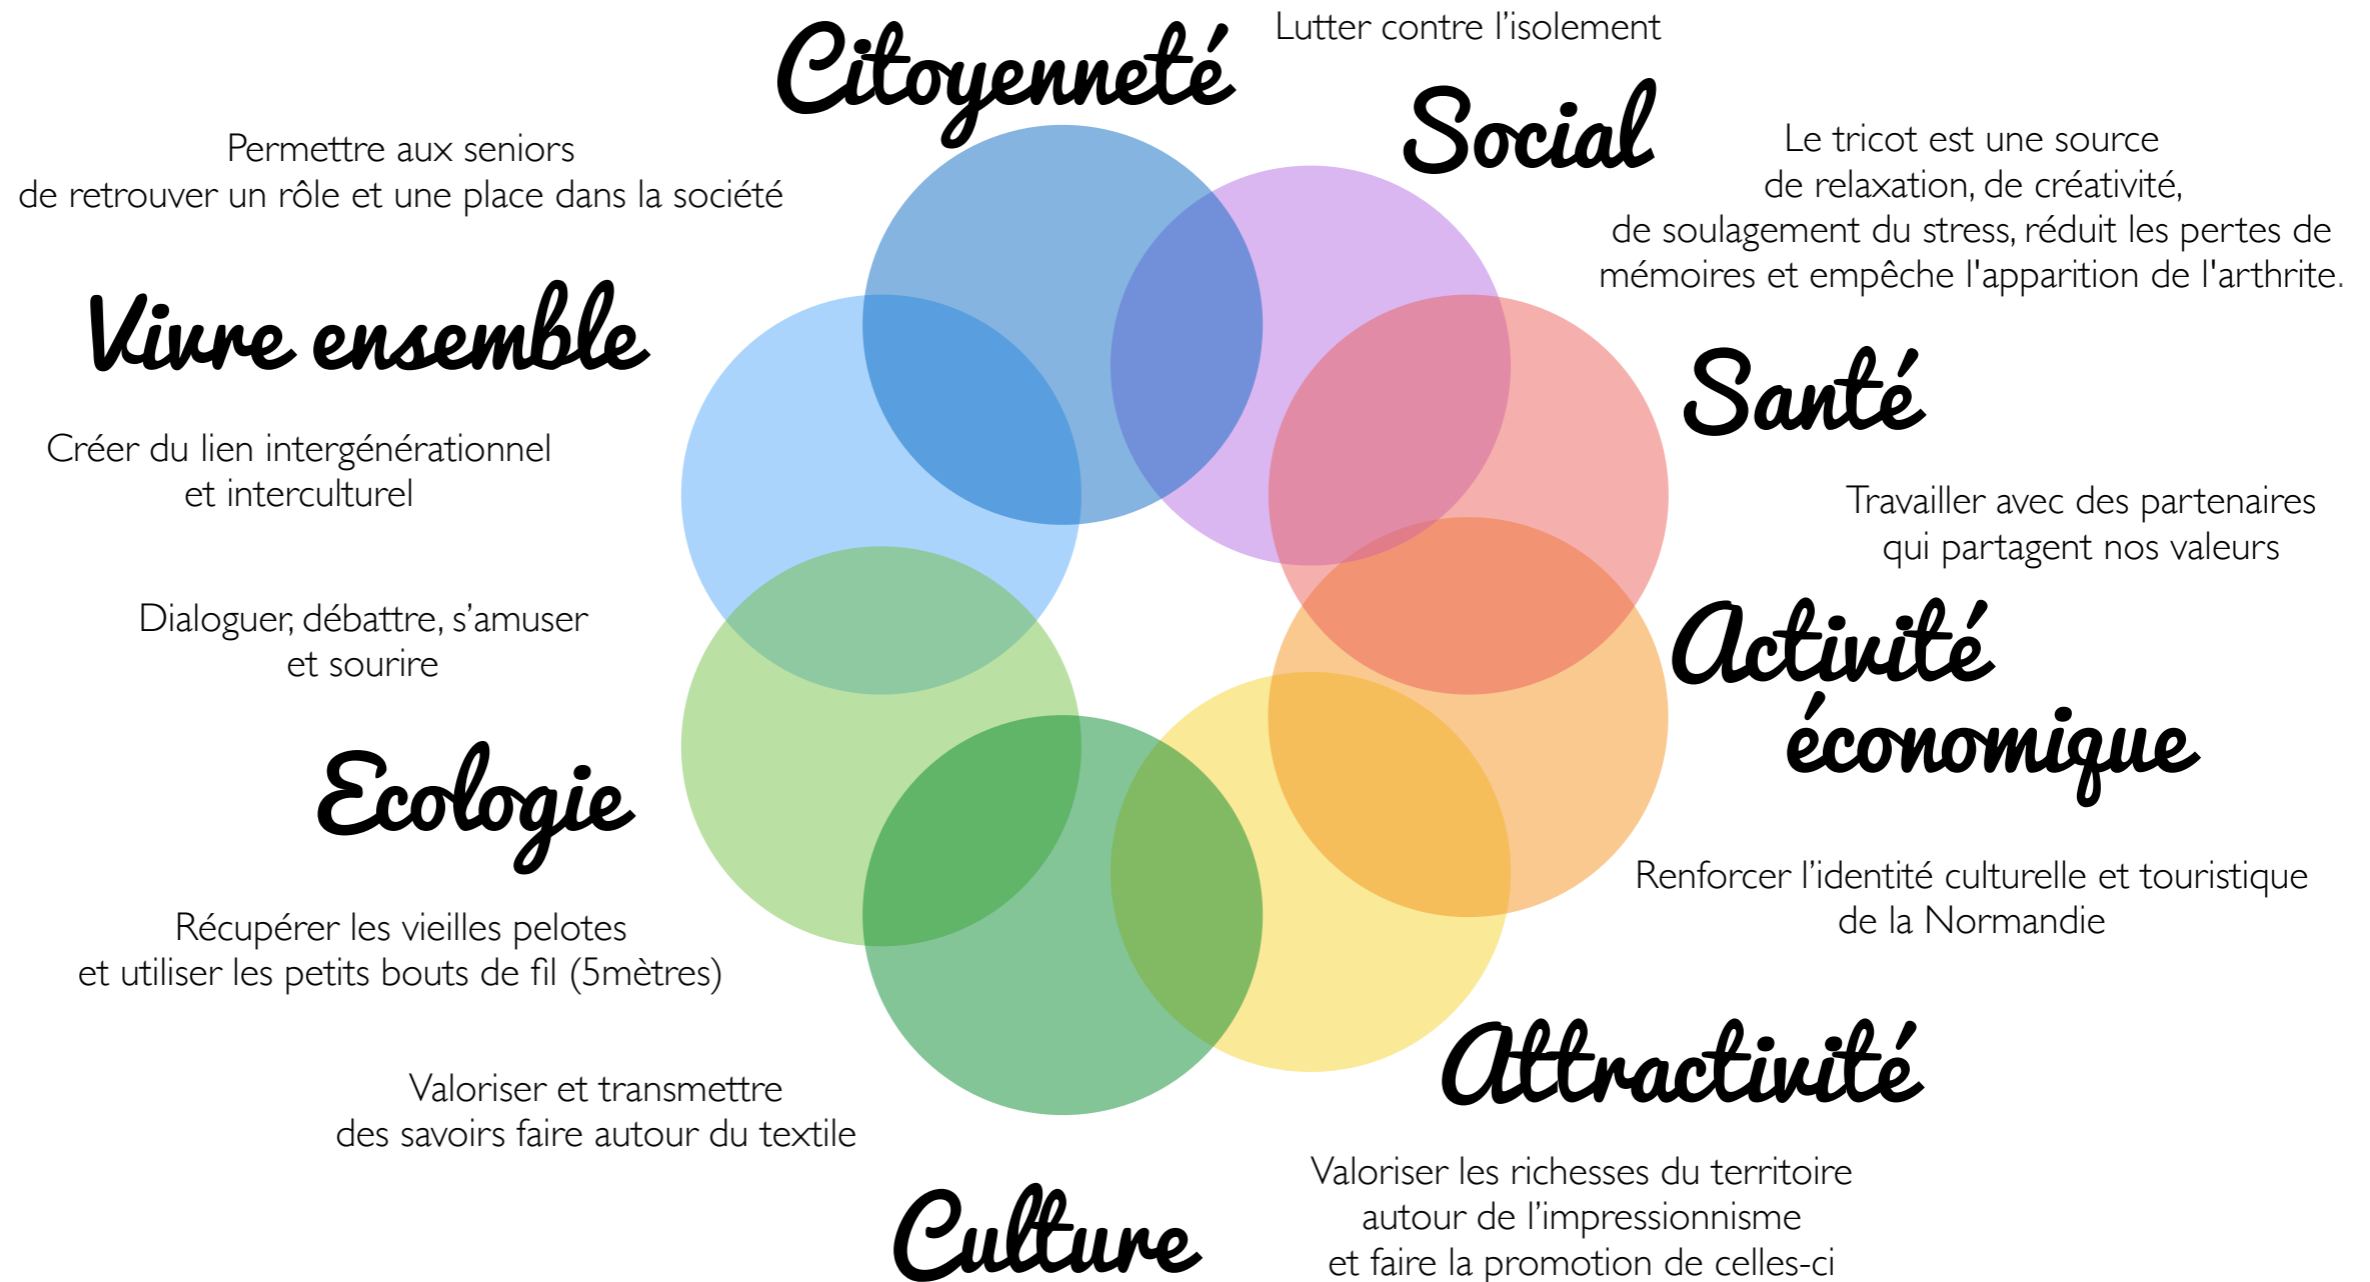 Citoyenneté
Lutter contre l’isolement
Social
Permettre aux seniors
de retrouver un rôle et une place dans la société
Le tricot est une source
de relaxation, de créativité,
de soulagement du stress, réduit les pertes de
mémoires et empêche l'apparition de l'arthrite.
Vivre ensemble
Santé
Créer du lien intergénérationnel
et interculturel
Travailler avec des partenaires
qui partagent nos valeurs
Dialoguer, débattre, s’amuser
et sourire
Activité
économique
Ecologie
Renforcer l’identité culturelle et touristique
de la Normandie
Récupérer les vieilles pelotes
et utiliser les petits bouts de fil (5mètres)
Attractivité
Valoriser et transmettre
des savoirs faire autour du textile
Culture
Valoriser les richesses du territoire
autour de l’impressionnisme
et faire la promotion de celles-ci